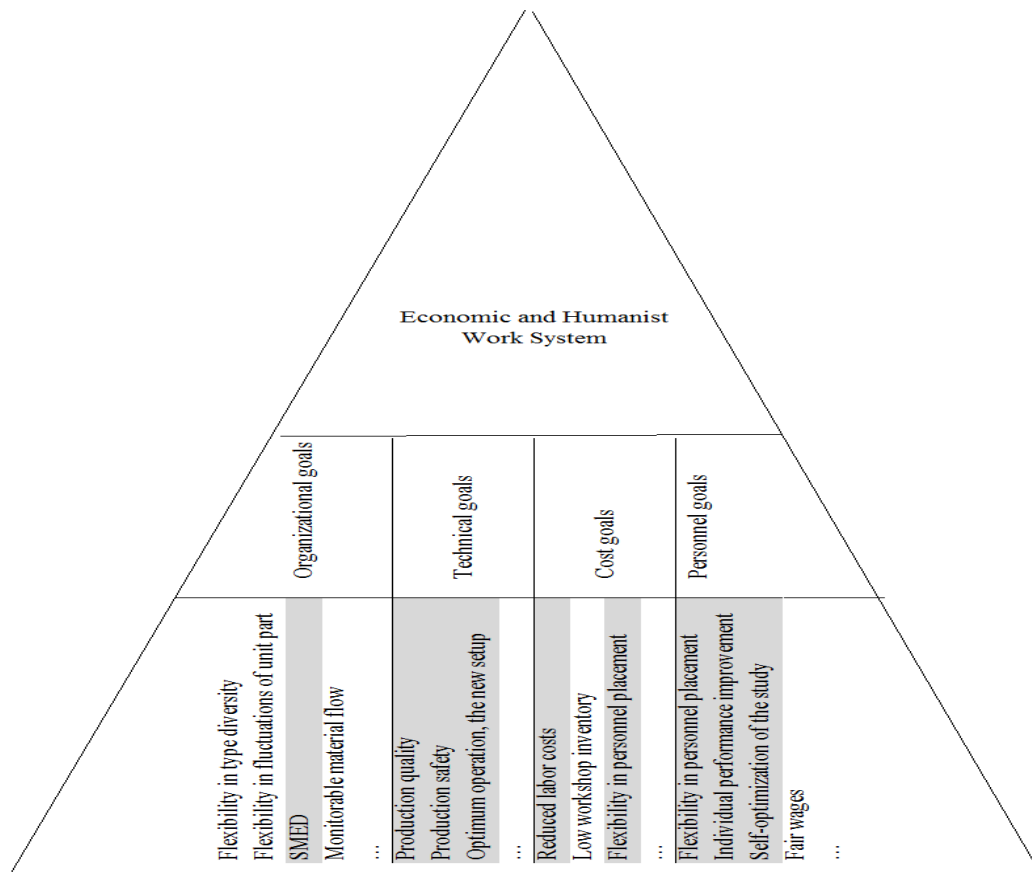 Economic and Humanist
Work System
Organizational goals
Technical goals
Cost goals
Personnel goals
Flexibility in type diversity
Flexibility in fluctuations of unit part
SMED
Monitorable material flow
...
Production quality
Production safety
Optimum operation, the new setup
...
Reduced labor costs
Low workshop inventory
Flexibility in personnel placement
...
Flexibility in personnel placement
Individual performance improvement
Self-optimization of the study
Fair wages
...